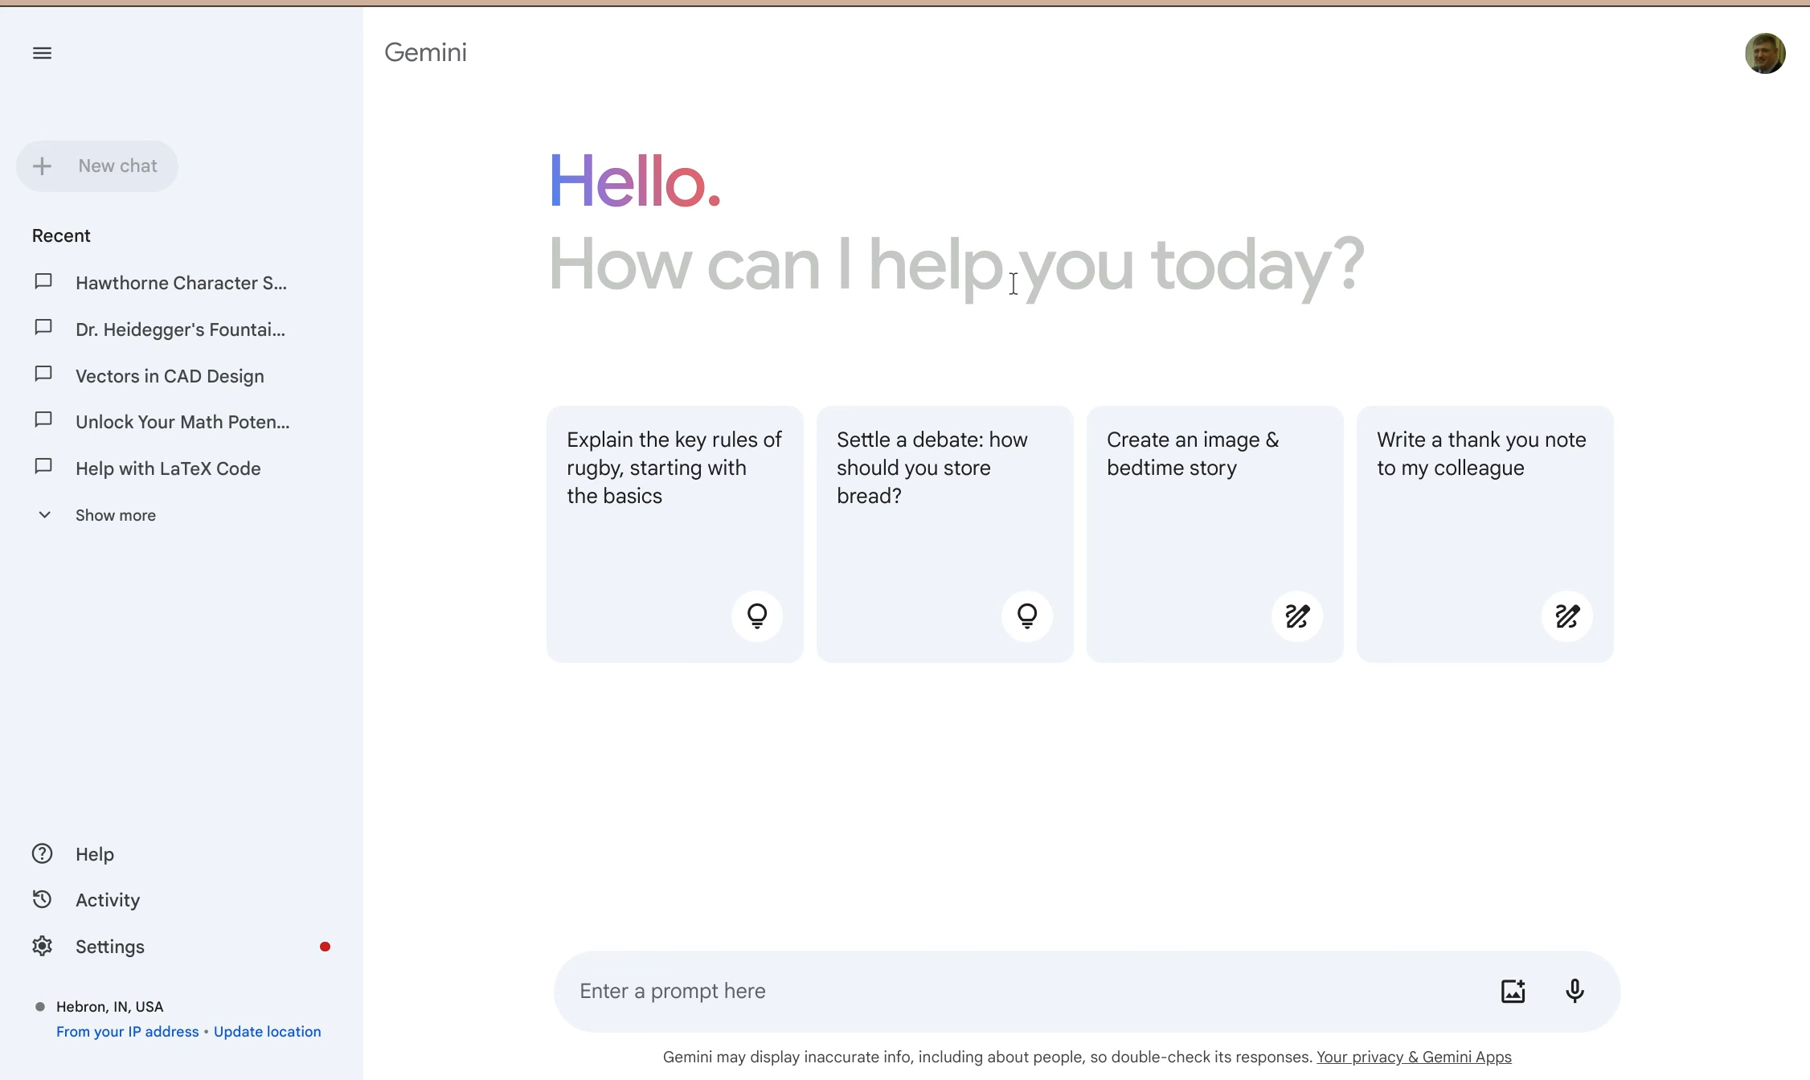 Gemini
New chat
Recent
Hawthorne Character S...
Dr. Heidegger's Fountai...
Vectors in CAD Design
Unlock Your Math Poten...
Help with LaTeX Code
Show more
Help
Activity
Settings
Hebron, IN, USA
From your IP address • Update location
Hello.
How can I help you today?
Explain the key rules of
rugby, starting with
the basics
Settle a debate: how
should you store
bread?
Create an image &
bedtime story
Write a thank you note
to my colleague
Enter a prompt here
Gemini may display inaccurate info, including about people, so double-check its responses. Your privacy & Gemini Apps